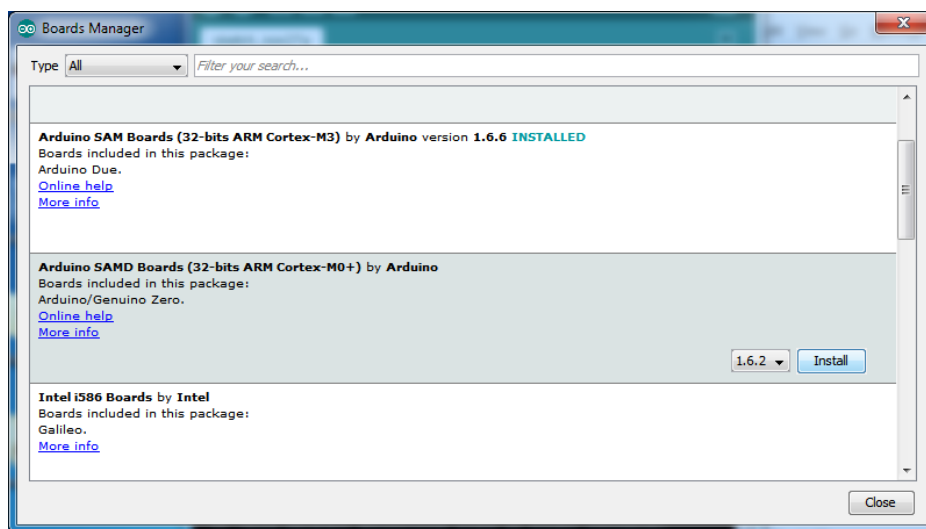 Boards Manager
Type All Filter your search...
Arduino SAM Boards (32-bits ARM Cortex-M3) by Arduino version 1.6.6 INSTALLED
Boards included in this package:
Arduino Due.
Online help
More info
Arduino SAMD Boards (32-bits ARM Cortex-M0+) by Arduino
Boards included in this package:
Arduino/Genuino Zero.
Online help
More info
1.6.2 Install
Intel i586 Boards by Intel
Boards included in this package:
Galileo.
More info
Close